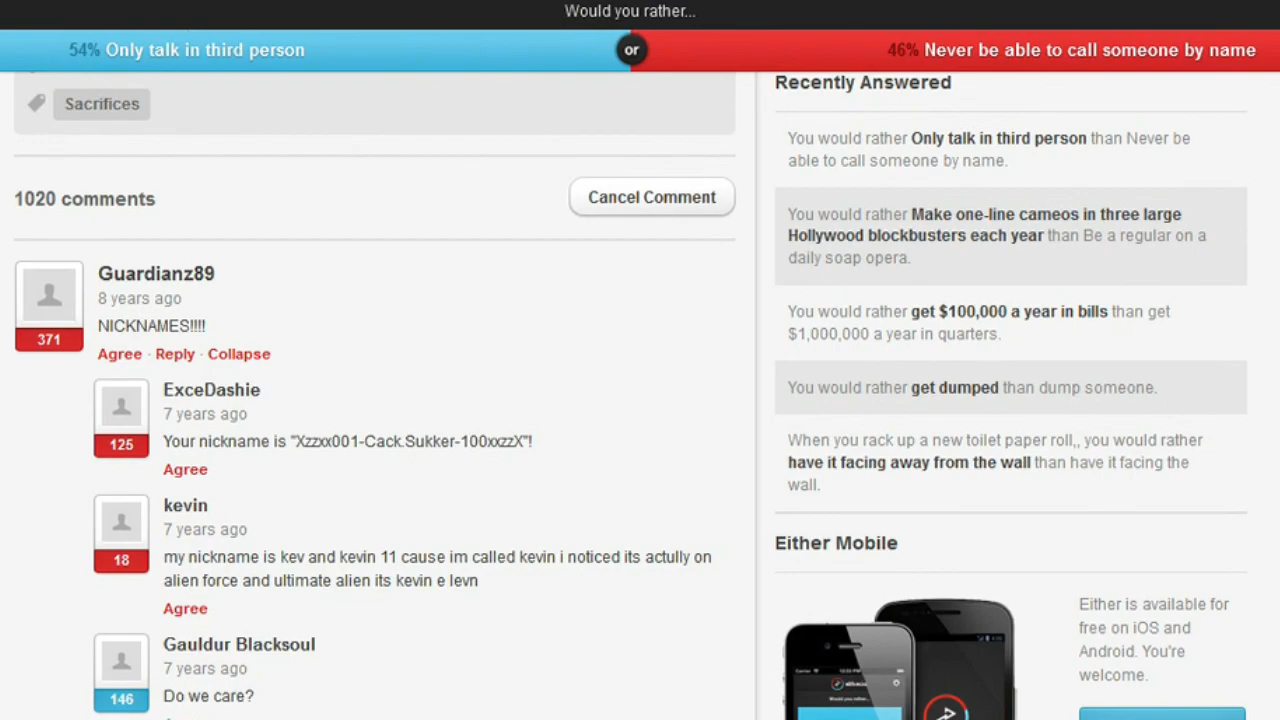 Would you rather...
54% Only talk in third person
or
46% Never be able to call someone by name
Sacrifices
1020 comments
Cancel Comment
Guardianz89
8 years ago
NICKNAMES!!!!
371
Agree · Reply · Collapse
ExceDashie
7 years ago
125
Your nickname is "Xzzxx001-Cack.Sukker-100xxzzX"!
Agree
kevin
7 years ago
18
my nickname is kev and kevin 11 cause im called kevin i noticed its actully on
alien force and ultimate alien its kevin e levn
Agree
Gauldur Blacksoul
7 years ago
146
Do we care?
Recently Answered
You would rather Only talk in third person than Never be
able to call someone by name.
You would rather Make one-line cameos in three large
Hollywood blockbusters each year than Be a regular on a
daily soap opera.
You would rather get $100,000 a year in bills than get
$1,000,000 a year in quarters.
You would rather get dumped than dump someone.
When you rack up a new toilet paper roll,, you would rather
have it facing away from the wall than have it facing the
wall.
Either Mobile
Either is available for
free on iOS and
Android. You're
welcome.